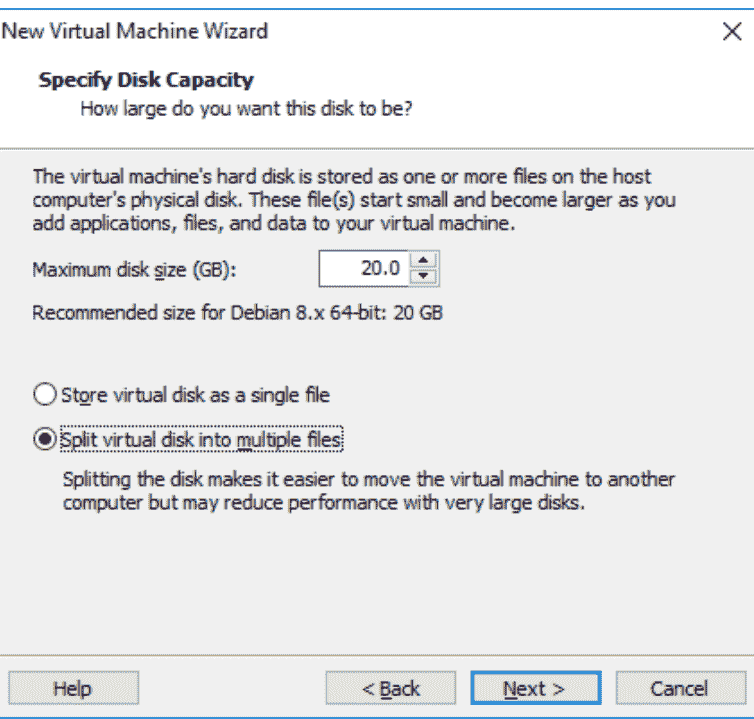 New Virtual Machine Wizard
Specify Disk Capacity
How large do you want this disk to be?
The virtual machine's hard disk is stored as one or more files on the host
computer's physical disk. These file(s) start small and become larger as you
add applications, files, and data to your virtual machine.
Maximum disk size (GB): 20.0
Recommended size for Debian 8.x 64-bit: 20 GB
Store virtual disk as a single file
Split virtual disk into multiple files
Splitting the disk makes it easier to move the virtual machine to another
computer but may reduce performance with very large disks.
Help < Back Next > Cancel